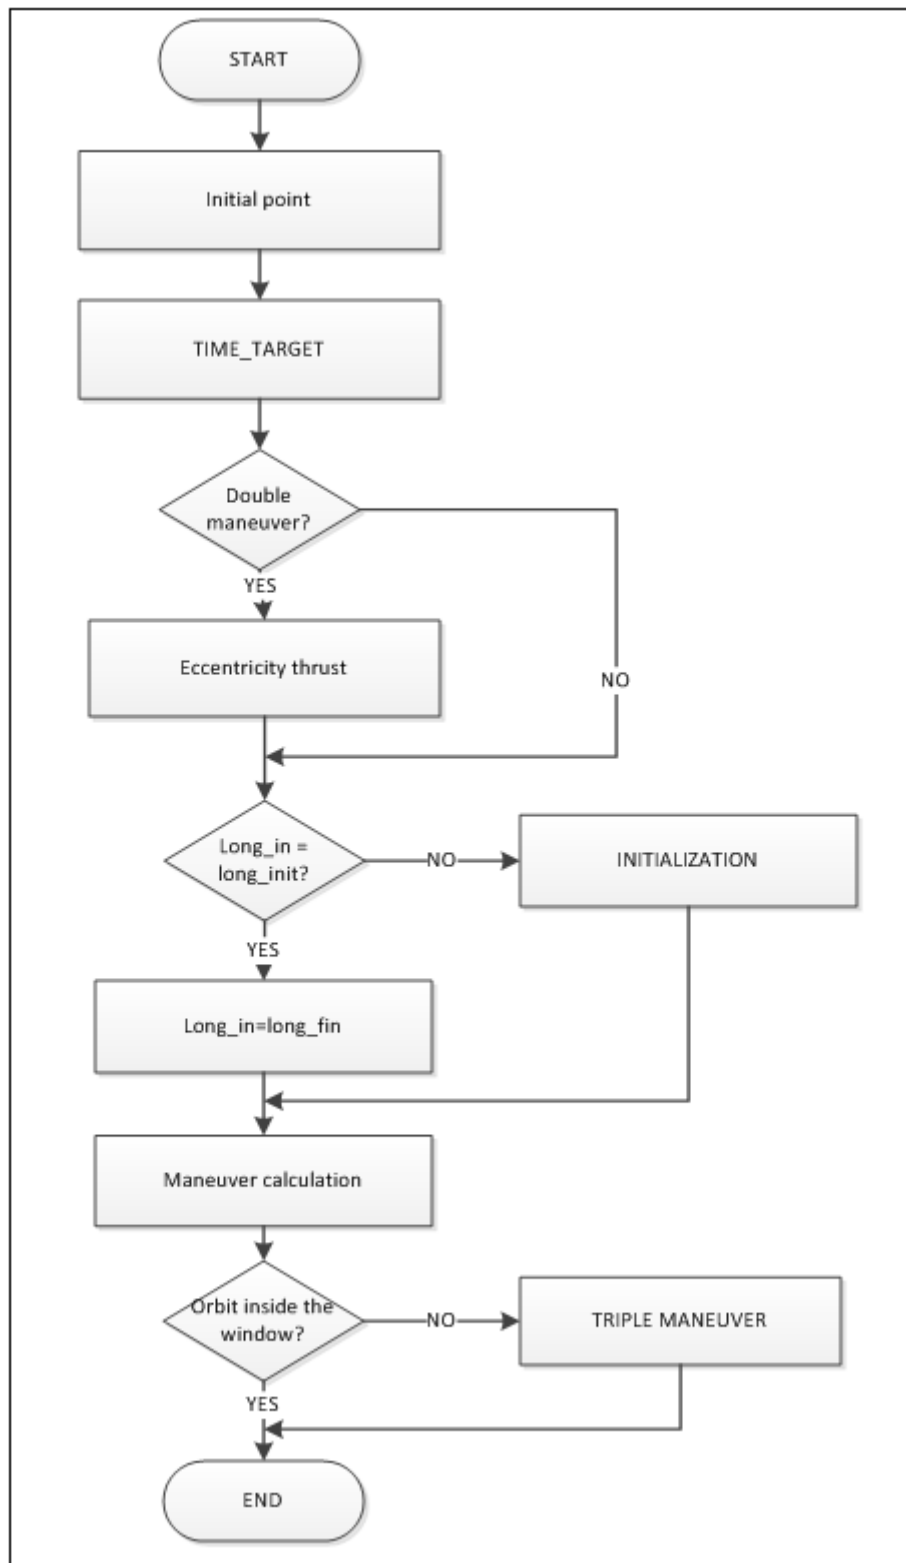 START
Initial point
TIME_TARGET
Double
maneuver?
YES
Eccentricity thrust
NO
Long_in =
long_init?
NO
INITIALIZATION
YES
Long_in=long_fin
Maneuver calculation
Orbit inside the
window?
NO
TRIPLE MANEUVER
YES
END